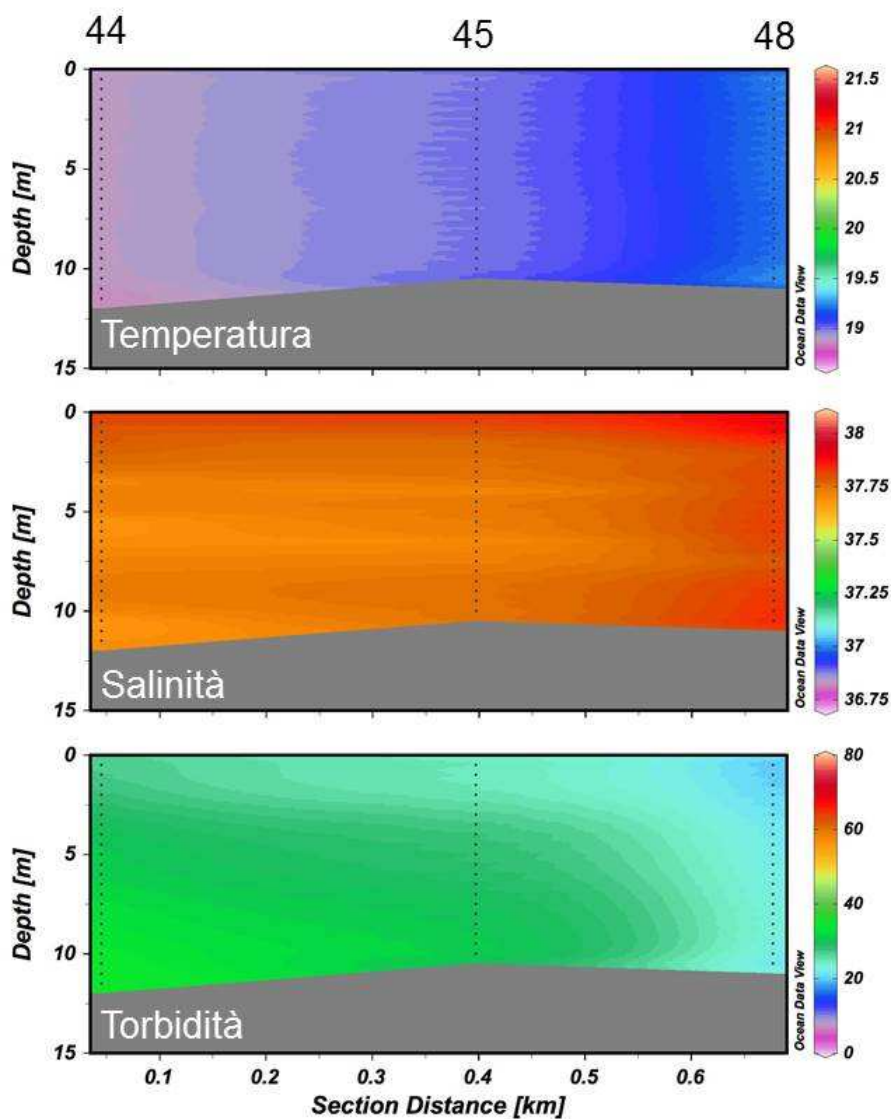 44 45 48
0
5
10
15
Depth [m]
Temperatura
21.5
21
20.5
20
19.5
19
Ocean Data View
0
5
10
15
Depth [m]
Salinità
38
37.75
37.5
37.25
37
36.75
Ocean Data View
0
5
10
15
Depth [m]
Torbidità
80
60
40
20
0
Ocean Data View
0.1 0.2 0.3 0.4 0.5 0.6
Section Distance [km]